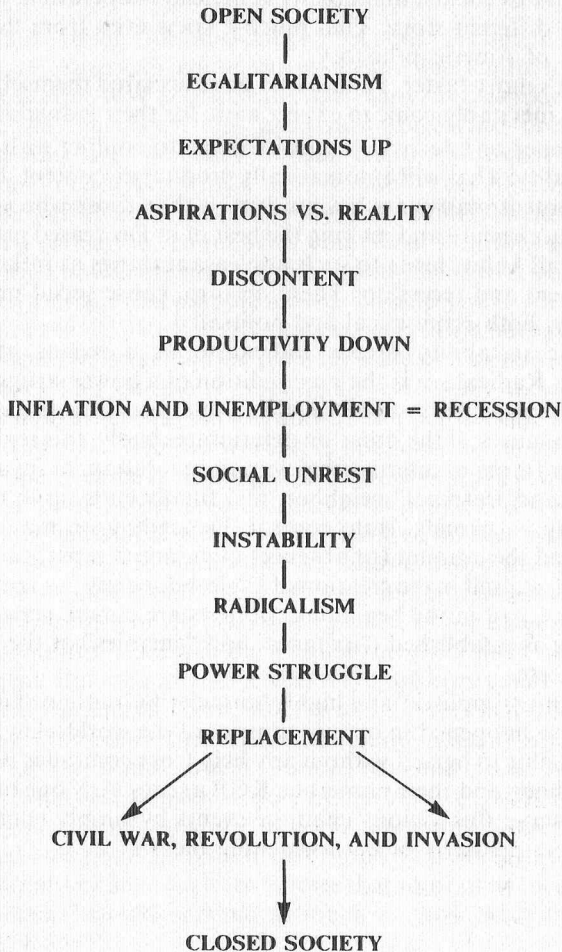 OPEN SOCIETY
EGALITARIANISM
EXPECTATIONS UP
ASPIRATIONS VS. REALITY
DISCONTENT
PRODUCTIVITY DOWN
INFLATION AND UNEMPLOYMENT = RECESSION
SOCIAL UNREST
INSTABILITY
RADICALISM
POWER STRUGGLE
REPLACEMENT
CIVIL WAR, REVOLUTION, AND INVASION
CLOSED SOCIETY